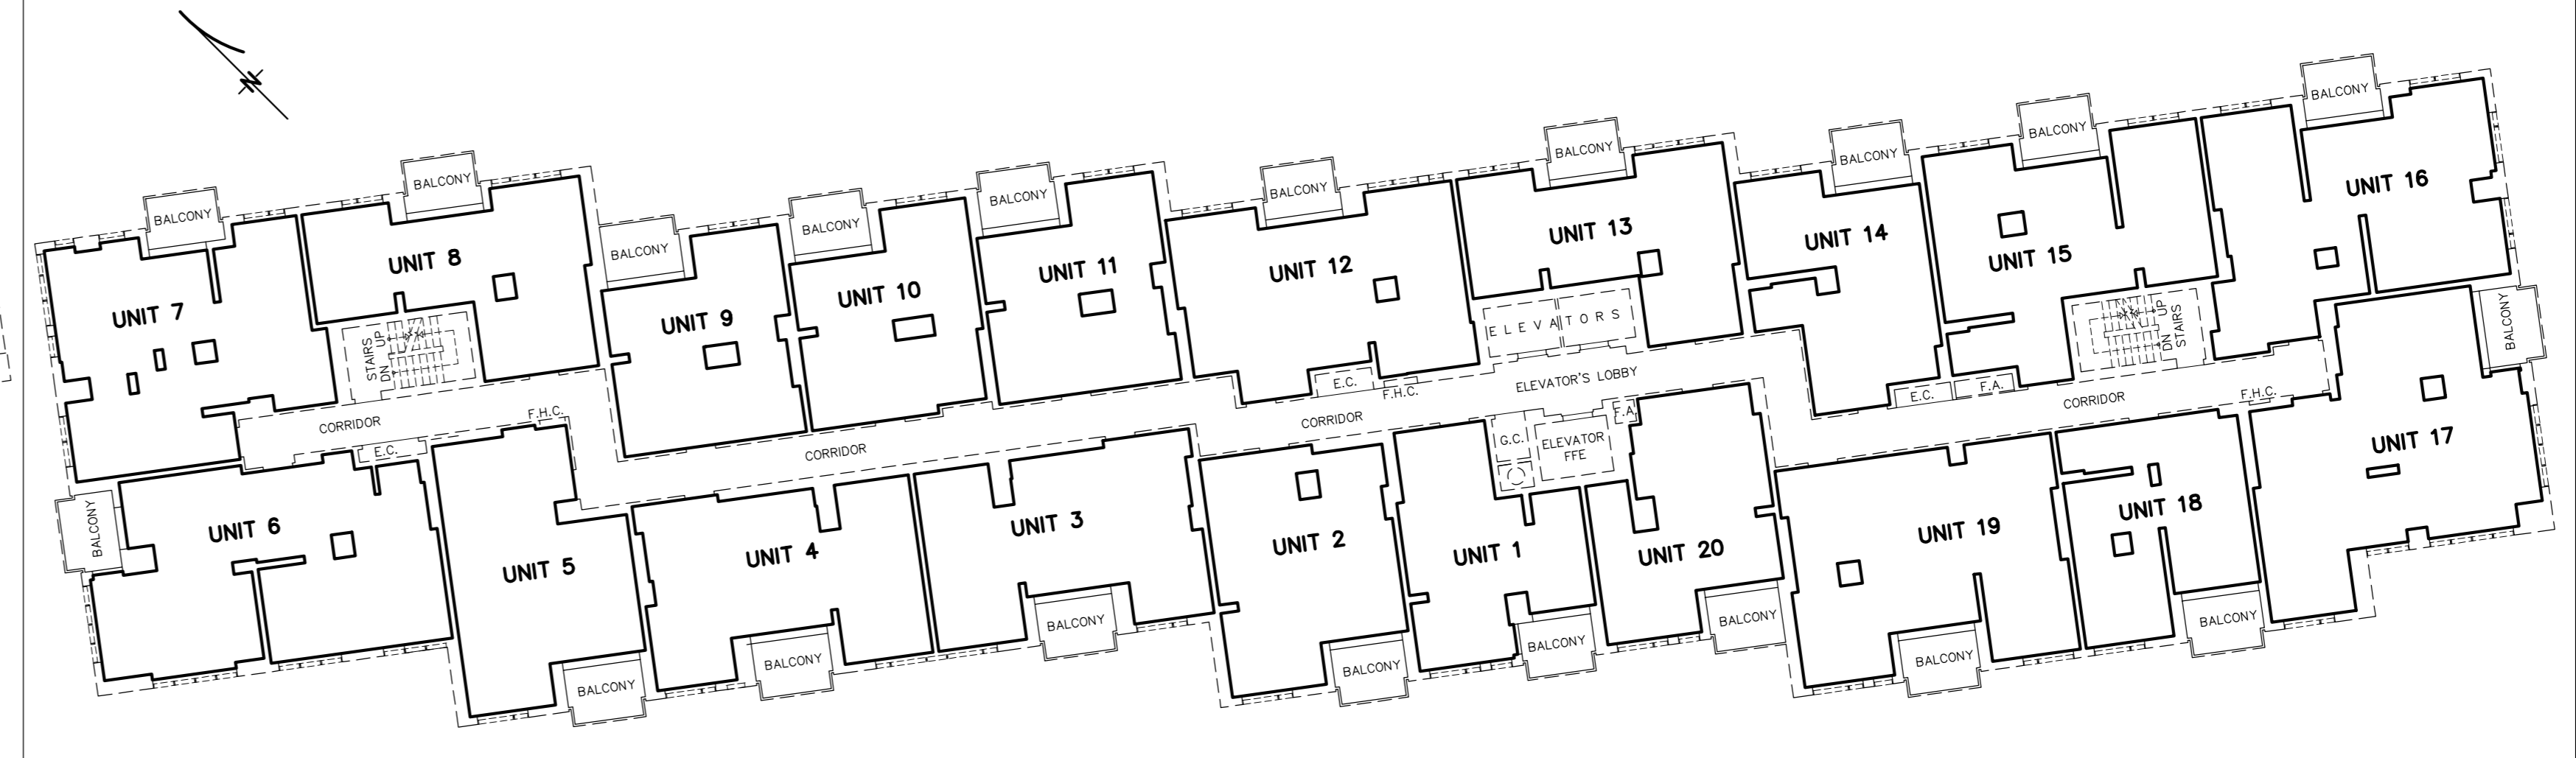 N
BALCONY
BALCONY
BALCONY
BALCONY
BALCONY
BALCONY
BALCONY
BALCONY
BALCONY
BALCONY
BALCONY
UNIT 7
UNIT 8
UNIT 9
UNIT 10
UNIT 11
UNIT 12
UNIT 13
UNIT 14
UNIT 15
UNIT 16
STAIRS
DN UP
ELEVATORS
UP
DN
STAIRS
BALCONY
CORRIDOR
E.C.
F.H.C.
CORRIDOR
CORRIDOR
E.C.
F.H.C.
ELEVATOR'S LOBBY
G.C.
ELEVATOR
FFE
F.A.
E.C.
F.A.
CORRIDOR
F.H.C.
BALCONY
UNIT 6
UNIT 5
UNIT 4
UNIT 3
UNIT 2
UNIT 1
UNIT 20
UNIT 19
UNIT 18
UNIT 17
BALCONY
BALCONY
BALCONY
BALCONY
BALCONY
BALCONY
BALCONY
BALCONY